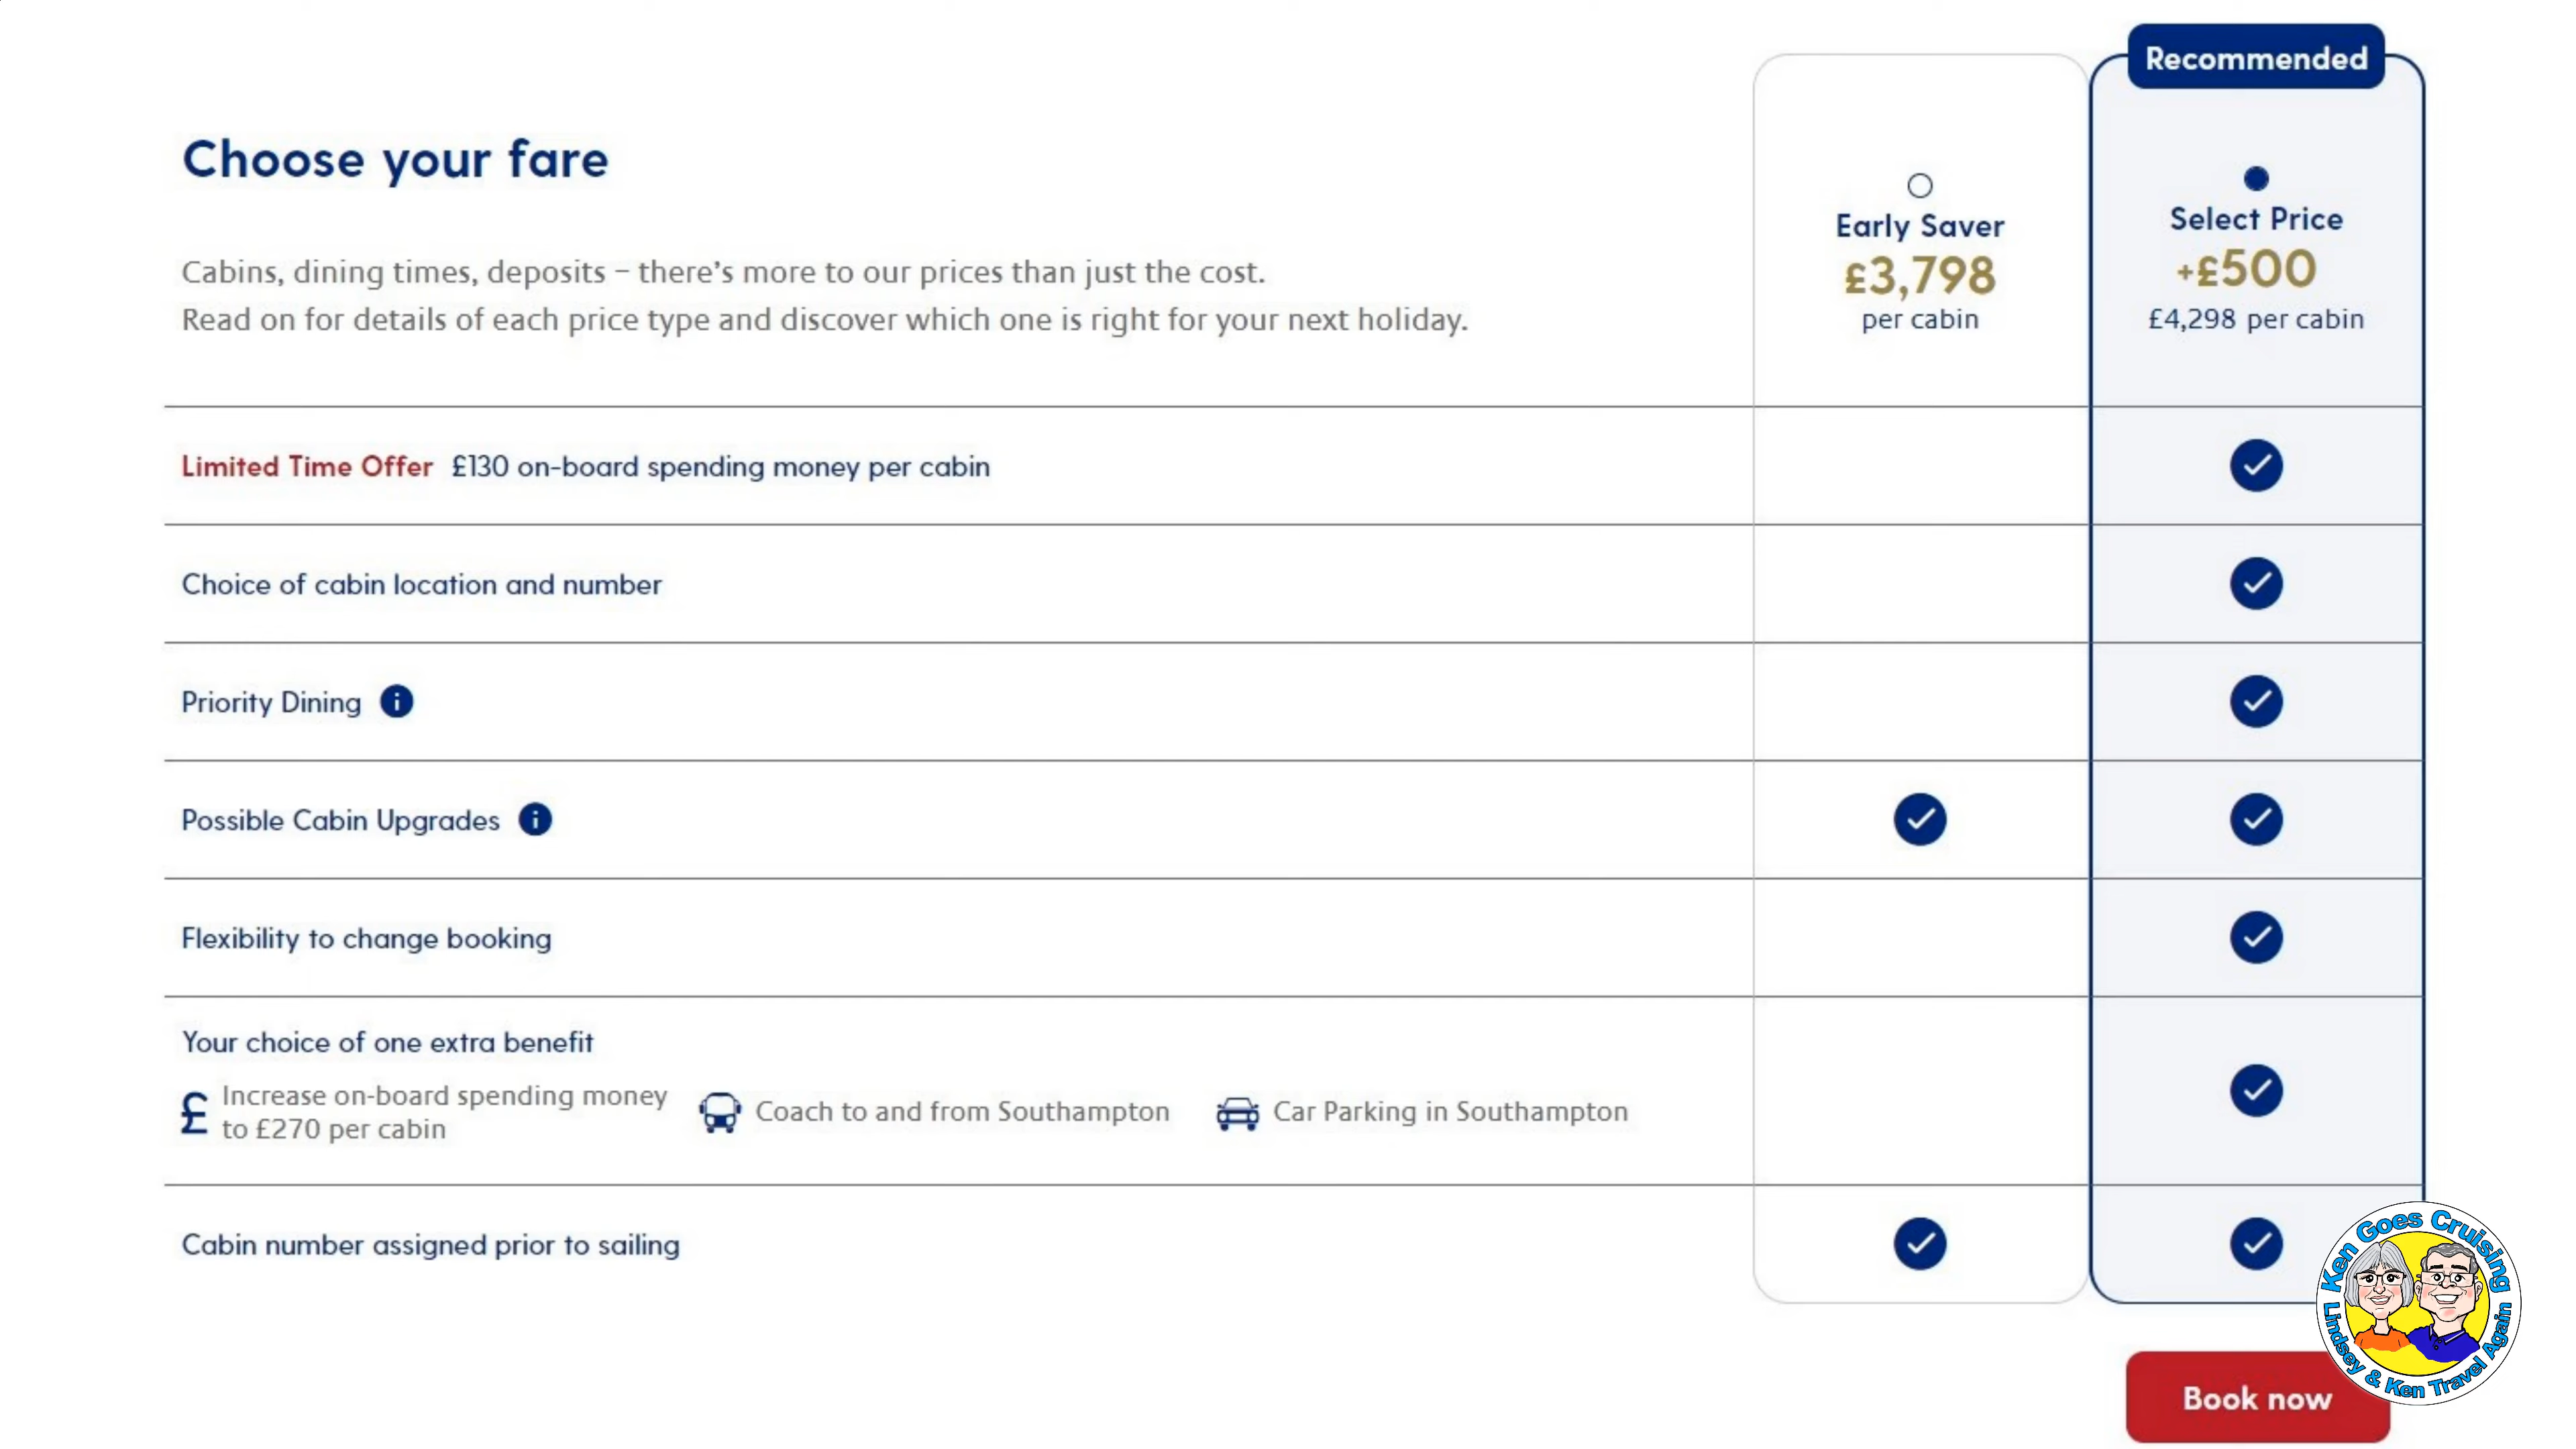 Recommended
Choose your fare
Cabins, dining times, deposits – there's more to our prices than just the cost.
Read on for details of each price type and discover which one is right for your next holiday.
Early Saver
£3,798
per cabin
Select Price
+£500
£4,298 per cabin
Limited Time Offer £130 on-board spending money per cabin
Choice of cabin location and number
Priority Dining i
Possible Cabin Upgrades i
Flexibility to change booking
Your choice of one extra benefit
£ Increase on-board spending money
to £270 per cabin
Coach to and from Southampton
Car Parking in Southampton
Cabin number assigned prior to sailing
Ken Goes Cruising
Lindsey & Ken Travel Again
Book now